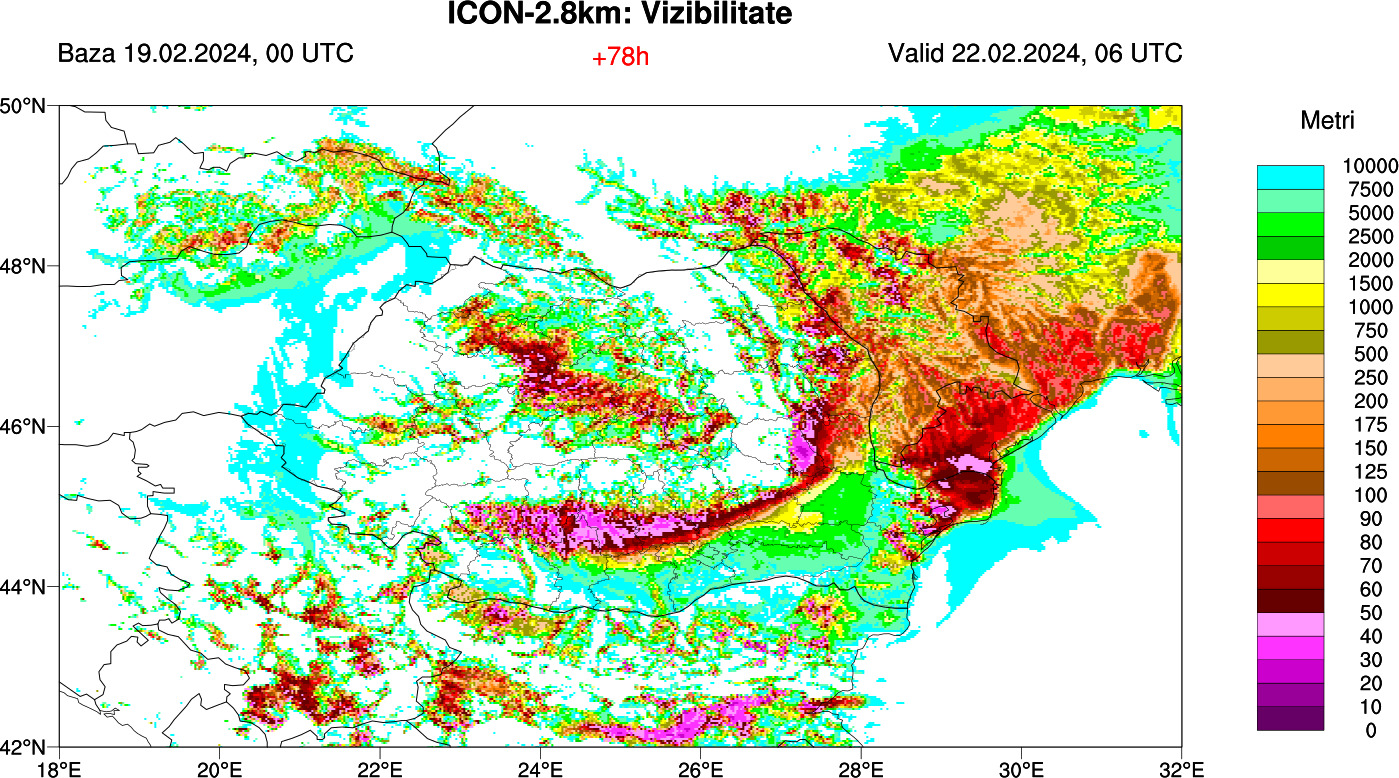 ICON-2.8km: Vizibilitate
Baza 19.02.2024, 00 UTC
+78h
Valid 22.02.2024, 06 UTC
50°N
48°N
46°N
44°N
42°N
18°E
20°E
22°E
24°E
26°E
28°E
30°E
32°E
Metri
10000
7500
5000
2500
2000
1500
1000
750
500
250
200
175
150
125
100
90
80
70
60
50
40
30
20
10
0